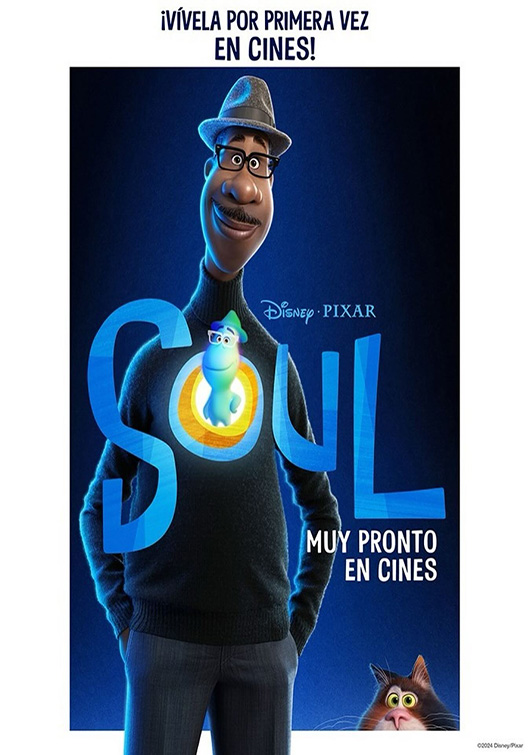 ¡VÍVELA POR PRIMERA VEZ
EN CINES!
Disney · PIXAR
SOUL
MUY PRONTO
EN CINES
©2024 Disney/Pixar